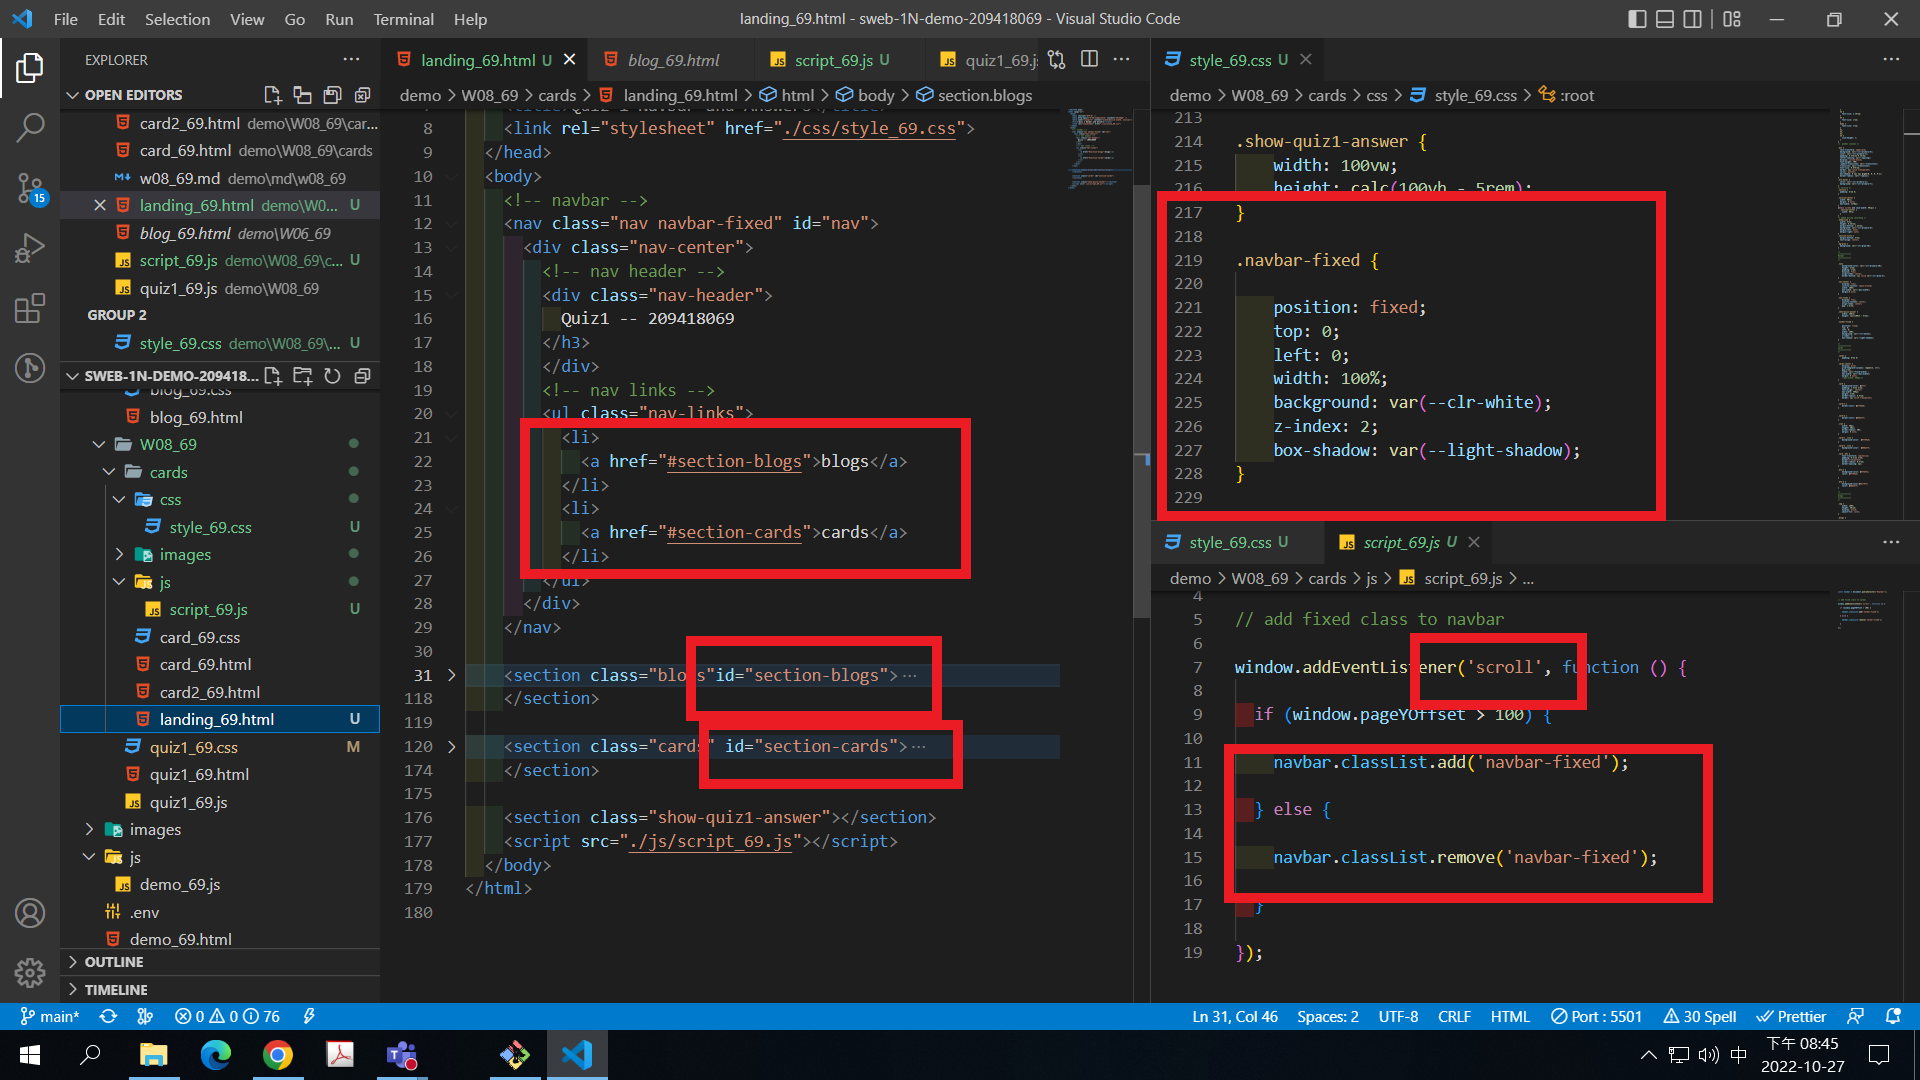 File Edit Selection View Go Run Terminal Help
landing_69.html - sweb-1N-demo-209418069 - Visual Studio Code
EXPLORER
OPEN EDITORS
card2_69.html demo\W08_69\car...
card_69.html demo\W08_69\cards
w08_69.md demo\md\w08_69
landing_69.html demo\W0... U
blog_69.html demo\W06_69
script_69.js demo\W08_69\c... U
quiz1_69.js demo\W08_69
GROUP 2
style_69.css demo\W08_69\... U
SWEB-1N-DEMO-209418...
blog_69.css
blog_69.html
W08_69
cards
css
style_69.css U
images
js
script_69.js U
card_69.css
card_69.html
card2_69.html
landing_69.html U
quiz1_69.css M
quiz1_69.html
quiz1_69.js
images
js
demo_69.js
.env
demo_69.html
OUTLINE
TIMELINE
15
landing_69.html U
blog_69.html
script_69.js U
quiz1_69.js
demo > W08_69 > cards > landing_69.html > html > body > section.blogs
8 <link rel="stylesheet" href="./css/style_69.css">
9 </head>
10 <body>
11 <!-- navbar -->
12 <nav class="nav navbar-fixed" id="nav">
13 <div class="nav-center">
14 <!-- nav header -->
15 <div class="nav-header">
16 Quiz1 -- 209418069
17 </h3>
18 </div>
19 <!-- nav links -->
20 <ul class="nav-links">
21 <li>
22 <a href="#section-blogs">blogs</a>
23 </li>
24 <li>
25 <a href="#section-cards">cards</a>
26 </li>
27 </ul>
28 </div>
29 </nav>
30
31 <section class="blogs"id="section-blogs">...
118 </section>
119
120 <section class="cards" id="section-cards">...
174 </section>
175
176 <section class="show-quiz1-answer"></section>
177 <script src="./js/script_69.js"></script>
178 </body>
179 </html>
180
style_69.css U
demo > W08_69 > cards > css > style_69.css > :root
213
214 .show-quiz1-answer {
215 width: 100vw;
216 height: calc(100vh - 5rem);
217 }
218
219 .navbar-fixed {
220
221 position: fixed;
222 top: 0;
223 left: 0;
224 width: 100%;
225 background: var(--clr-white);
226 z-index: 2;
227 box-shadow: var(--light-shadow);
228 }
229
style_69.css U
script_69.js U
demo > W08_69 > cards > js > script_69.js > ...
4
5 // add fixed class to navbar
6
7 window.addEventListener('scroll', function () {
8
9 if (window.pageYOffset > 100) {
10
11 navbar.classList.add('navbar-fixed');
12
13 } else {
14
15 navbar.classList.remove('navbar-fixed');
16
17 }
18
19 });
main* 0 0 76 Ln 31, Col 46 Spaces: 2 UTF-8 CRLF HTML Port : 5501 30 Spell Prettier
中
下午 08:45
2022-10-27